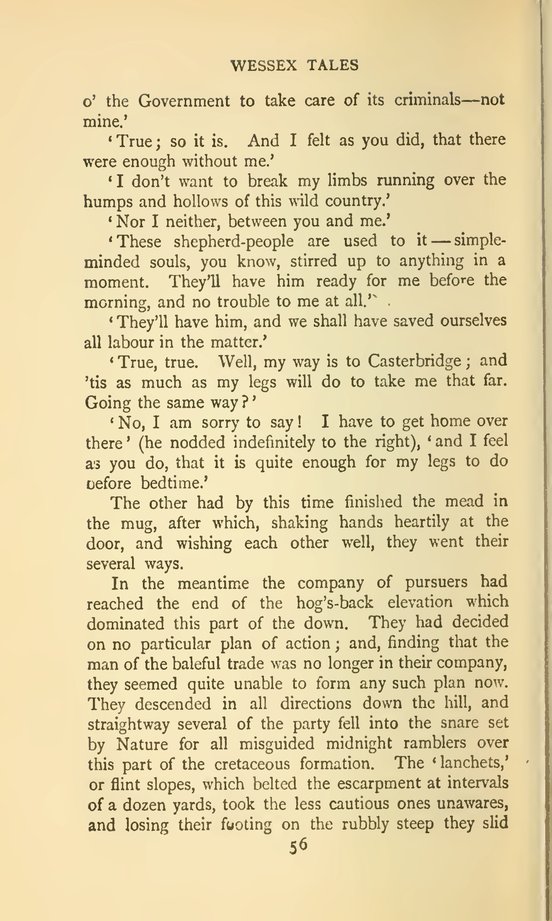 WESSEX TALES
o' the Government to take care of its criminals—not
mine.'
'True; so it is. And I felt as you did, that there
were enough without me.'
'I don't want to break my limbs running over the
humps and hollows of this wild country.'
'Nor I neither, between you and me.'
'These shepherd-people are used to it—simple-
minded souls, you know, stirred up to anything in a
moment. They'll have him ready for me before the
morning, and no trouble to me at all.'
'They'll have him, and we shall have saved ourselves
all labour in the matter.'
'True, true. Well, my way is to Casterbridge; and
'tis as much as my legs will do to take me that far.
Going the same way?'
'No, I am sorry to say! I have to get home over
there' (he nodded indefinitely to the right), 'and I feel
as you do, that it is quite enough for my legs to do
before bedtime.'
The other had by this time finished the mead in
the mug, after which, shaking hands heartily at the
door, and wishing each other well, they went their
several ways.
In the meantime the company of pursuers had
reached the end of the hog's-back elevation which
dominated this part of the down. They had decided
on no particular plan of action; and, finding that the
man of the baleful trade was no longer in their company,
they seemed quite unable to form any such plan now.
They descended in all directions down the hill, and
straightway several of the party fell into the snare set
by Nature for all misguided midnight ramblers over
this part of the cretaceous formation. The 'lanchets,'
or flint slopes, which belted the escarpment at intervals
of a dozen yards, took the less cautious ones unawares,
and losing their footing on the rubbly steep they slid
56